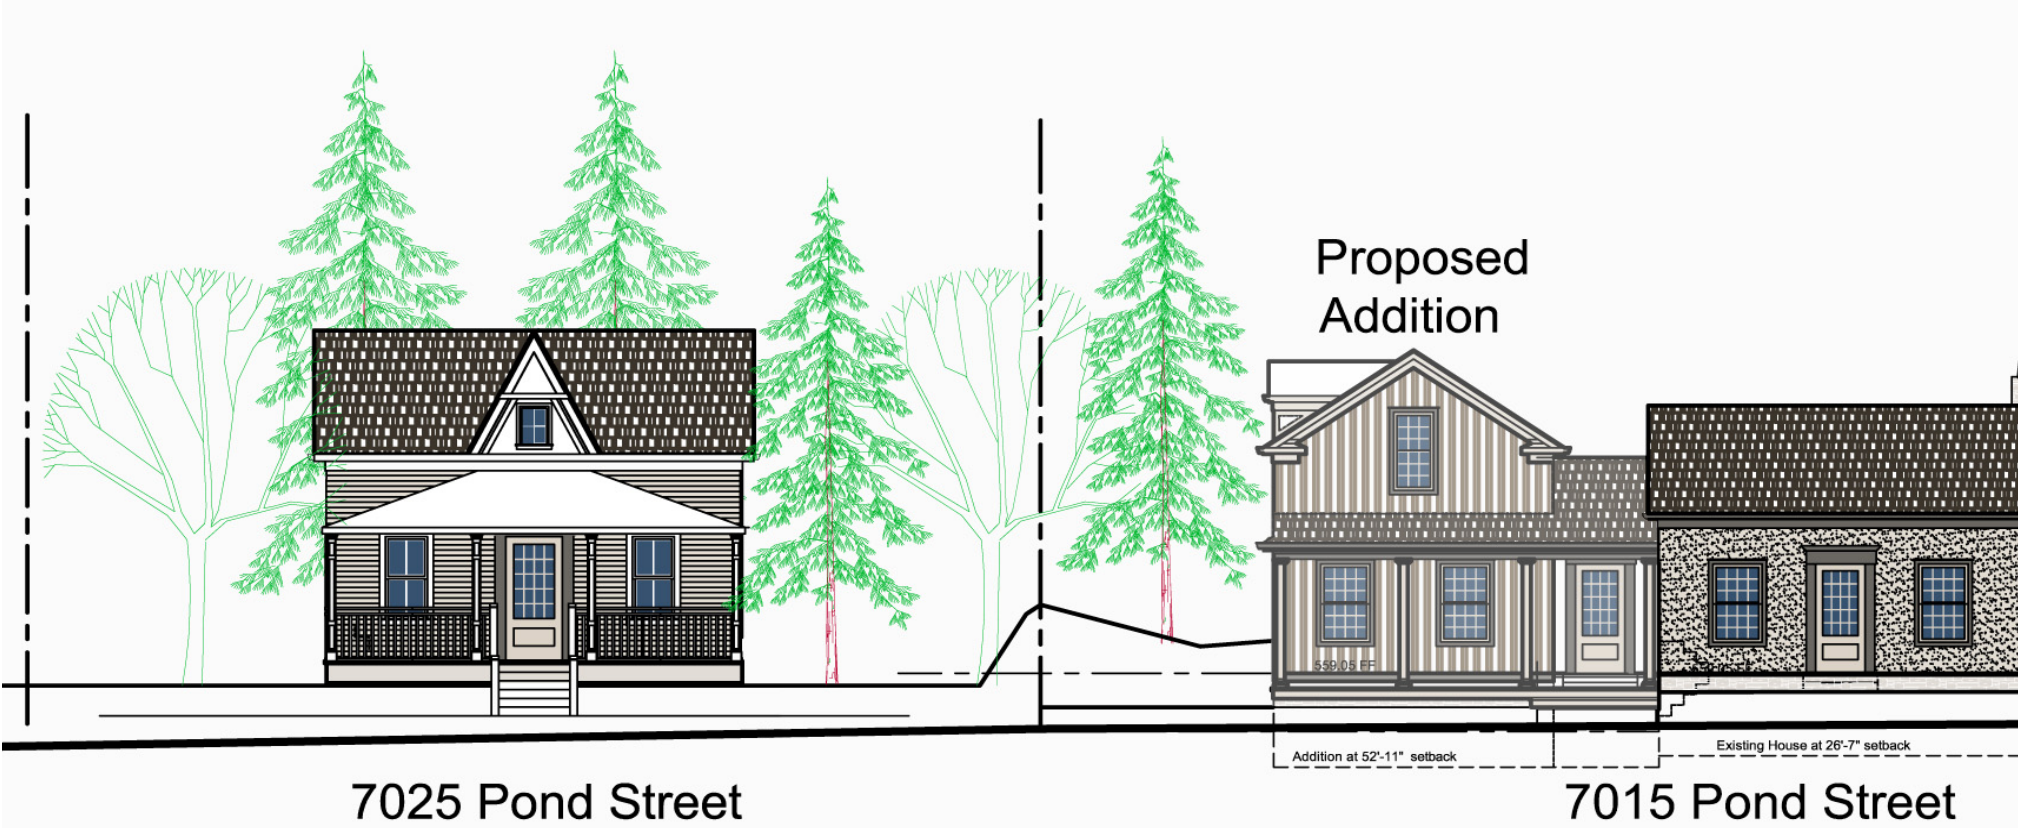 Proposed
Addition
559.05 FF
Addition at 52'-11" setback
Existing House at 26'-7" setback
7025 Pond Street
7015 Pond Street